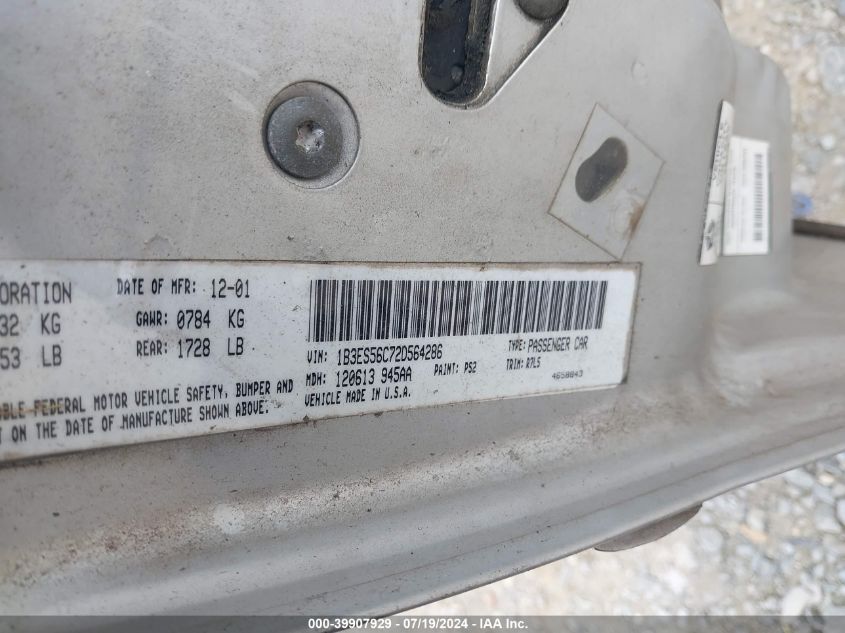 ORATION DATE OF MFR: 12-01
32 KG GAWR: 0784 KG
53 LB REAR: 1728 LB
VIN: 1B3ES56C72D564286 TYPE: PASSENGER CAR
MDH: 120613 945AA PAINT: PS2 TRIM: R7L5
VEHICLE MADE IN U.S.A. 4658843
ABLE FEDERAL MOTOR VEHICLE SAFETY, BUMPER AND
T ON THE DATE OF MANUFACTURE SHOWN ABOVE.
000-39907929 - 07/19/2024 - IAA Inc.